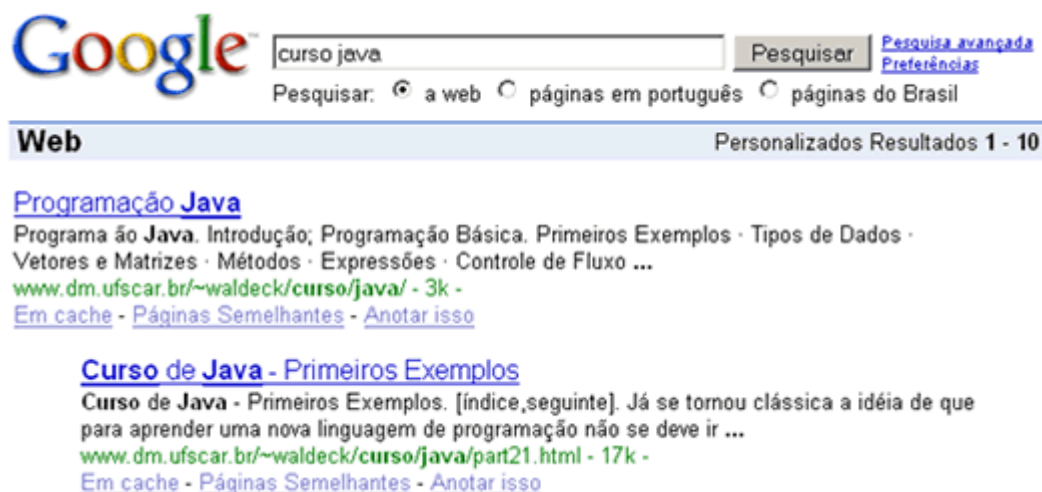 Google
curso java
Pesquisar
Pesquisa avançada
Preferências
Pesquisar: a web páginas em português páginas do Brasil
Web Personalizados Resultados 1 - 10
Programação Java
Programa ão Java. Introdução; Programação Básica. Primeiros Exemplos · Tipos de Dados ·
Vetores e Matrizes · Métodos · Expressões · Controle de Fluxo ...
www.dm.ufscar.br/~waldeck/curso/java/ - 3k -
Em cache - Páginas Semelhantes - Anotar isso
Curso de Java - Primeiros Exemplos
Curso de Java - Primeiros Exemplos. [índice,seguinte]. Já se tornou clássica a idéia de que
para aprender uma nova linguagem de programação não se deve ir ...
www.dm.ufscar.br/~waldeck/curso/java/part21.html - 17k -
Em cache - Páginas Semelhantes - Anotar isso